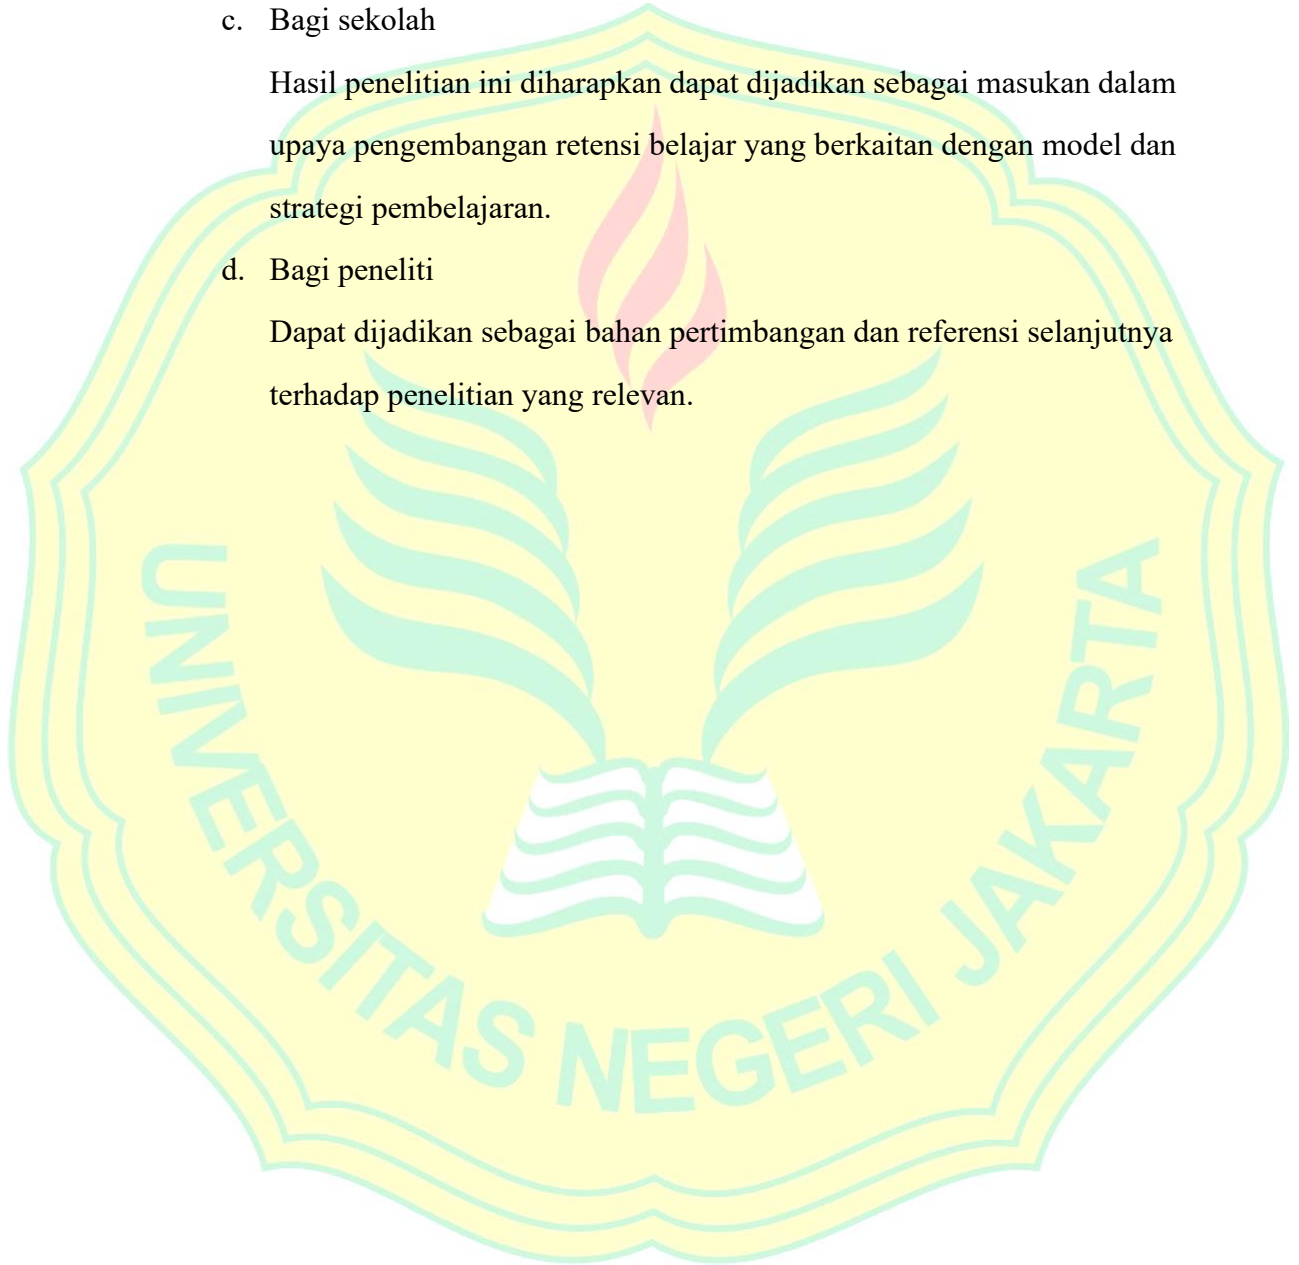 c. Bagi sekolah
Hasil penelitian ini diharapkan dapat dijadikan sebagai masukan dalam
upaya pengembangan retensi belajar yang berkaitan dengan model dan
strategi pembelajaran.
d. Bagi peneliti
Dapat dijadikan sebagai bahan pertimbangan dan referensi selanjutnya
terhadap penelitian yang relevan.
UNIVERSITAS NEGERI JAKARTA